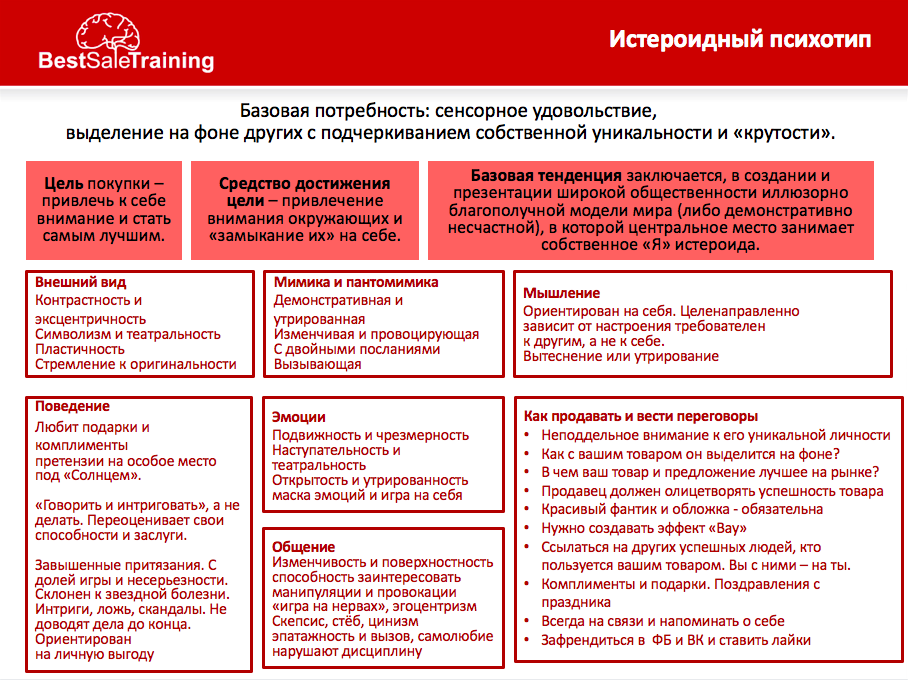 BestSaleTraining
Истероидный психотип
Базовая потребность: сенсорное удовольствие,
выделение на фоне других с подчеркиванием собственной уникальности и «крутости».
Цель покупки –
привлечь к себе
внимание и стать
самым лучшим.
Средство достижения
цели – привлечение
внимания окружающих и
«замыкание их» на себе.
Базовая тенденция заключается, в создании и
презентации широкой общественности иллюзорно
благополучной модели мира (либо демонстративно
несчастной), в которой центральное место занимает
собственное «Я» истероида.
Внешний вид
Контрастность и
эксцентричность
Символизм и театральность
Пластичность
Стремление к оригинальности
Мимика и пантомимика
Демонстративная и
утрированная
Изменчивая и провоцирующая
С двойными посланиями
Вызывающая
Мышление
Ориентирован на себя. Целенаправленно
зависит от настроения требователен
к другим, а не к себе.
Вытеснение или утрирование
Поведение
Любит подарки и
комплименты
претензии на особое место
под «Солнцем».
«Говорить и интриговать», а не
делать. Переоценивает свои
способности и заслуги.
Завышенные притязания. С
долей игры и несерьезности.
Склонен к звездной болезни.
Интриги, ложь, скандалы. Не
доводят дела до конца.
Ориентирован
на личную выгоду
Эмоции
Подвижность и чрезмерность
Наступательность и
театральность
Открытость и утрированность
маска эмоций и игра на себя
Общение
Изменчивость и поверхностность
способность заинтересовать
манипуляции и провокации
«игра на нервах», эгоцентризм
Скепсис, стёб, цинизм
эпатажность и вызов, самолюбие
нарушают дисциплину
Как продавать и вести переговоры
• Неподдельное внимание к его уникальной личности
• Как с вашим товаром он выделится на фоне?
• В чем ваш товар и предложение лучшее на рынке?
• Продавец должен олицетворять успешность товара
• Красивый фантик и обложка - обязательна
• Нужно создавать эффект «Вау»
• Ссылаться на других успешных людей, кто
пользуется вашим товаром. Вы с ними – на ты.
• Комплименты и подарки. Поздравления с
праздника
• Всегда на связи и напоминать о себе
• Зафрендиться в ФБ и ВК и ставить лайки